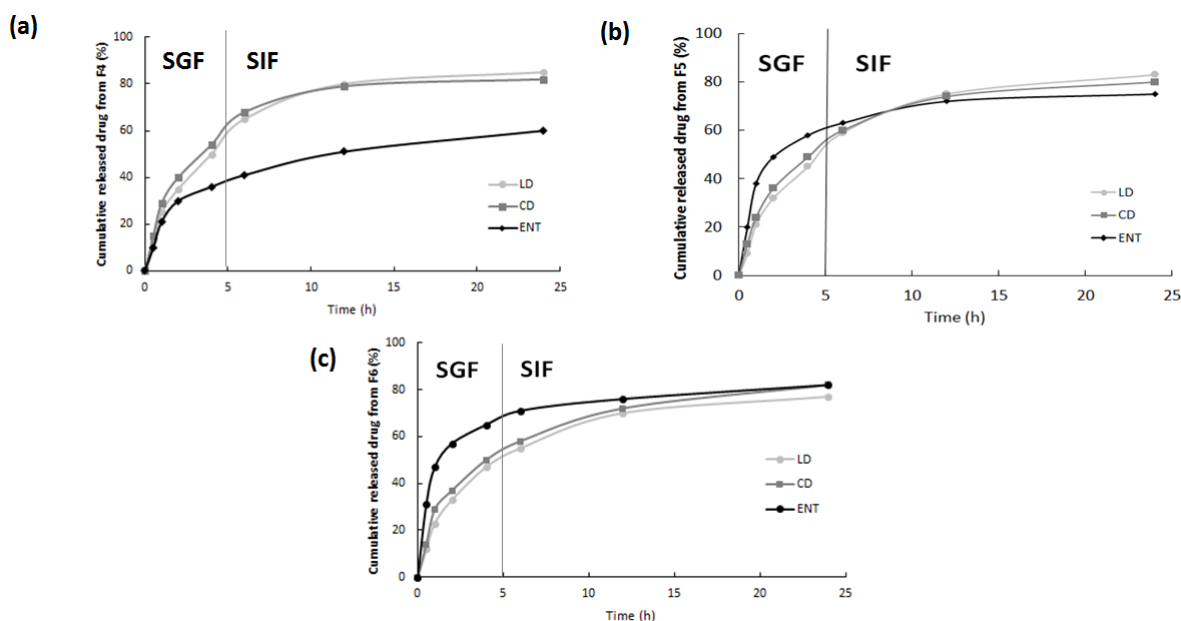 (a)
Cumulative released drug from F4 (%)
100
80
60
40
20
0
SGF
SIF
LD
CD
ENT
0
5
10
15
20
25
Time (h)
(b)
Cumulative released drug from F5 (%)
100
80
60
40
20
0
SGF
SIF
LD
CD
ENT
0
5
10
15
20
25
Time (h)
(c)
Cumulative released drug from F6 (%)
100
80
60
40
20
0
SGF
SIF
LD
CD
ENT
0
5
10
15
20
25
Time (h)